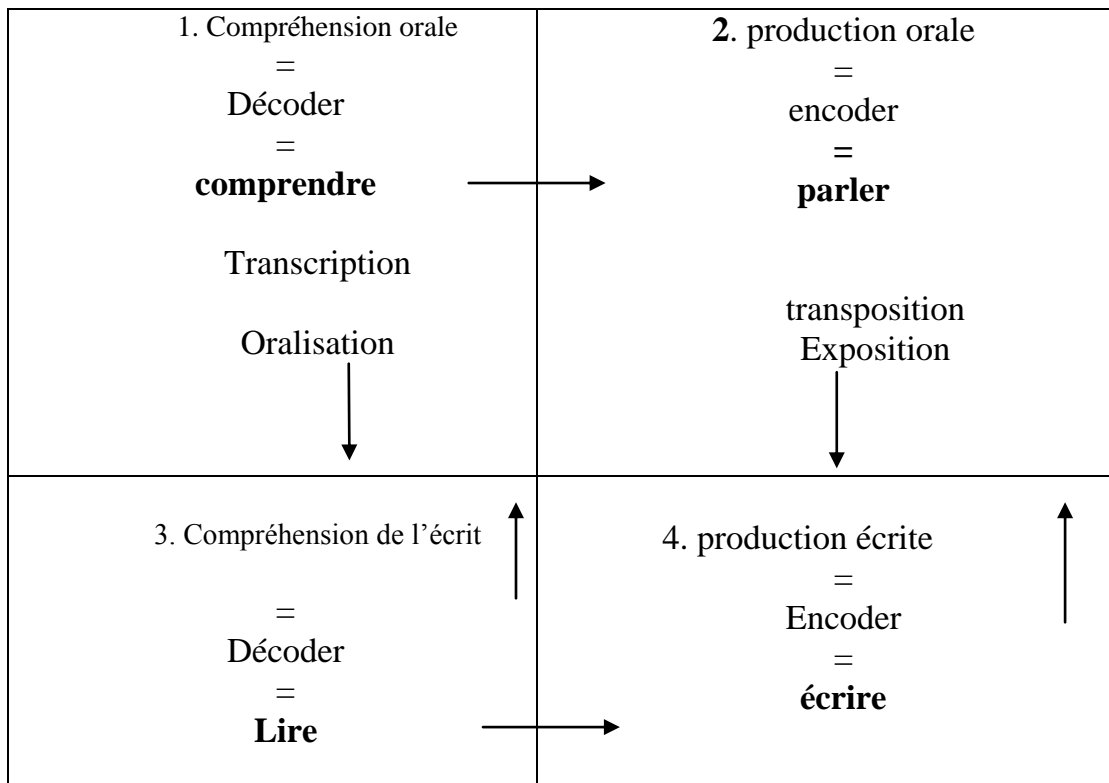 1. Compréhension orale
=
Décoder
=
comprendre
Transcription
Oralisation
2. production orale
=
encoder
=
parler
transposition
Exposition
3. Compréhension de l’écrit
=
Décoder
=
Lire
4. production écrite
=
Encoder
=
écrire